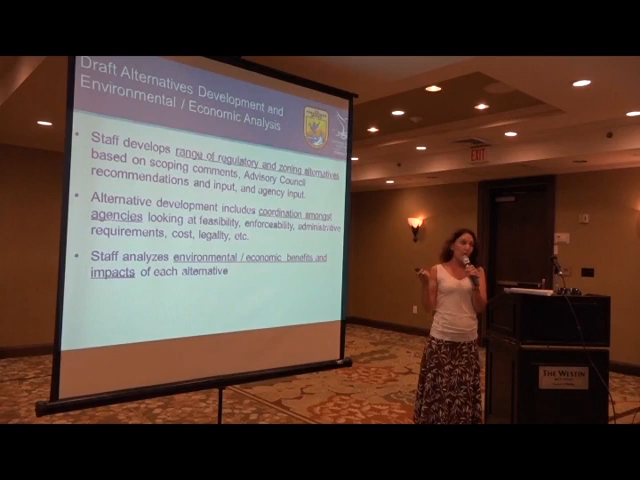 Draft Alternatives Development and
Environmental / Economic Analysis
• Staff develops range of regulatory and zoning alternatives
based on scoping comments, Advisory Council
recommendations and input, and agency input.
• Alternative development includes coordination amongst
agencies looking at feasibility, enforceability, administrative
requirements, cost, legality, etc.
• Staff analyzes environmental / economic benefits and
impacts of each alternative
EXIT
THE WESTIN